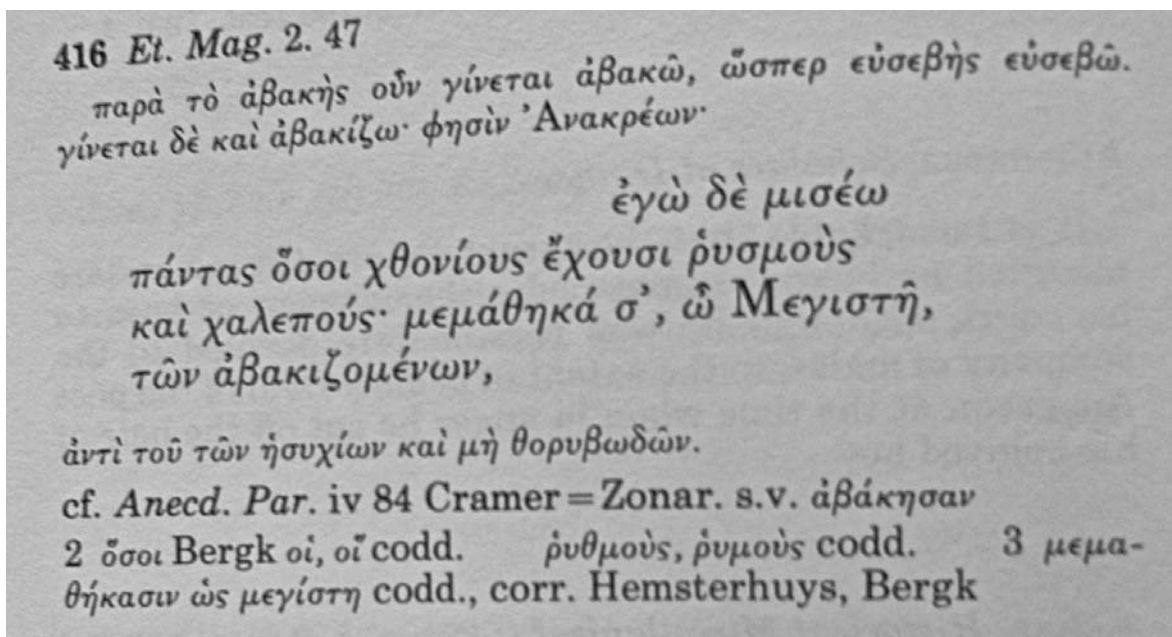 416 Et. Mag. 2. 47
παρὰ τὸ ἀβακὴς οὖν γίνεται ἀβακῶ, ὥσπερ εὐσεβὴς εὐσεβῶ.
γίνεται δὲ καὶ ἀβακίζω· φησὶν Ἀνακρέων·
ἐγὼ δὲ μισέω
πάντας ὅσοι χθονίους ἔχουσι ῥυσμοὺς
καὶ χαλεπούς· μεμάθηκά σ’, ὦ Μεγιστῆ,
τῶν ἀβακιζομένων,
ἀντὶ τοῦ τῶν ἡσυχίων καὶ μὴ θορυβωδῶν.
cf. Anecd. Par. iv 84 Cramer = Zonar. s.v. ἀβάκησαν
2 ὅσοι Bergk οἱ, οἳ codd. ῥυθμοὺς, ῥυμοὺς codd. 3 μεμα-
θήκασιν ὡς μεγίστη codd., corr. Hemsterhuys, Bergk